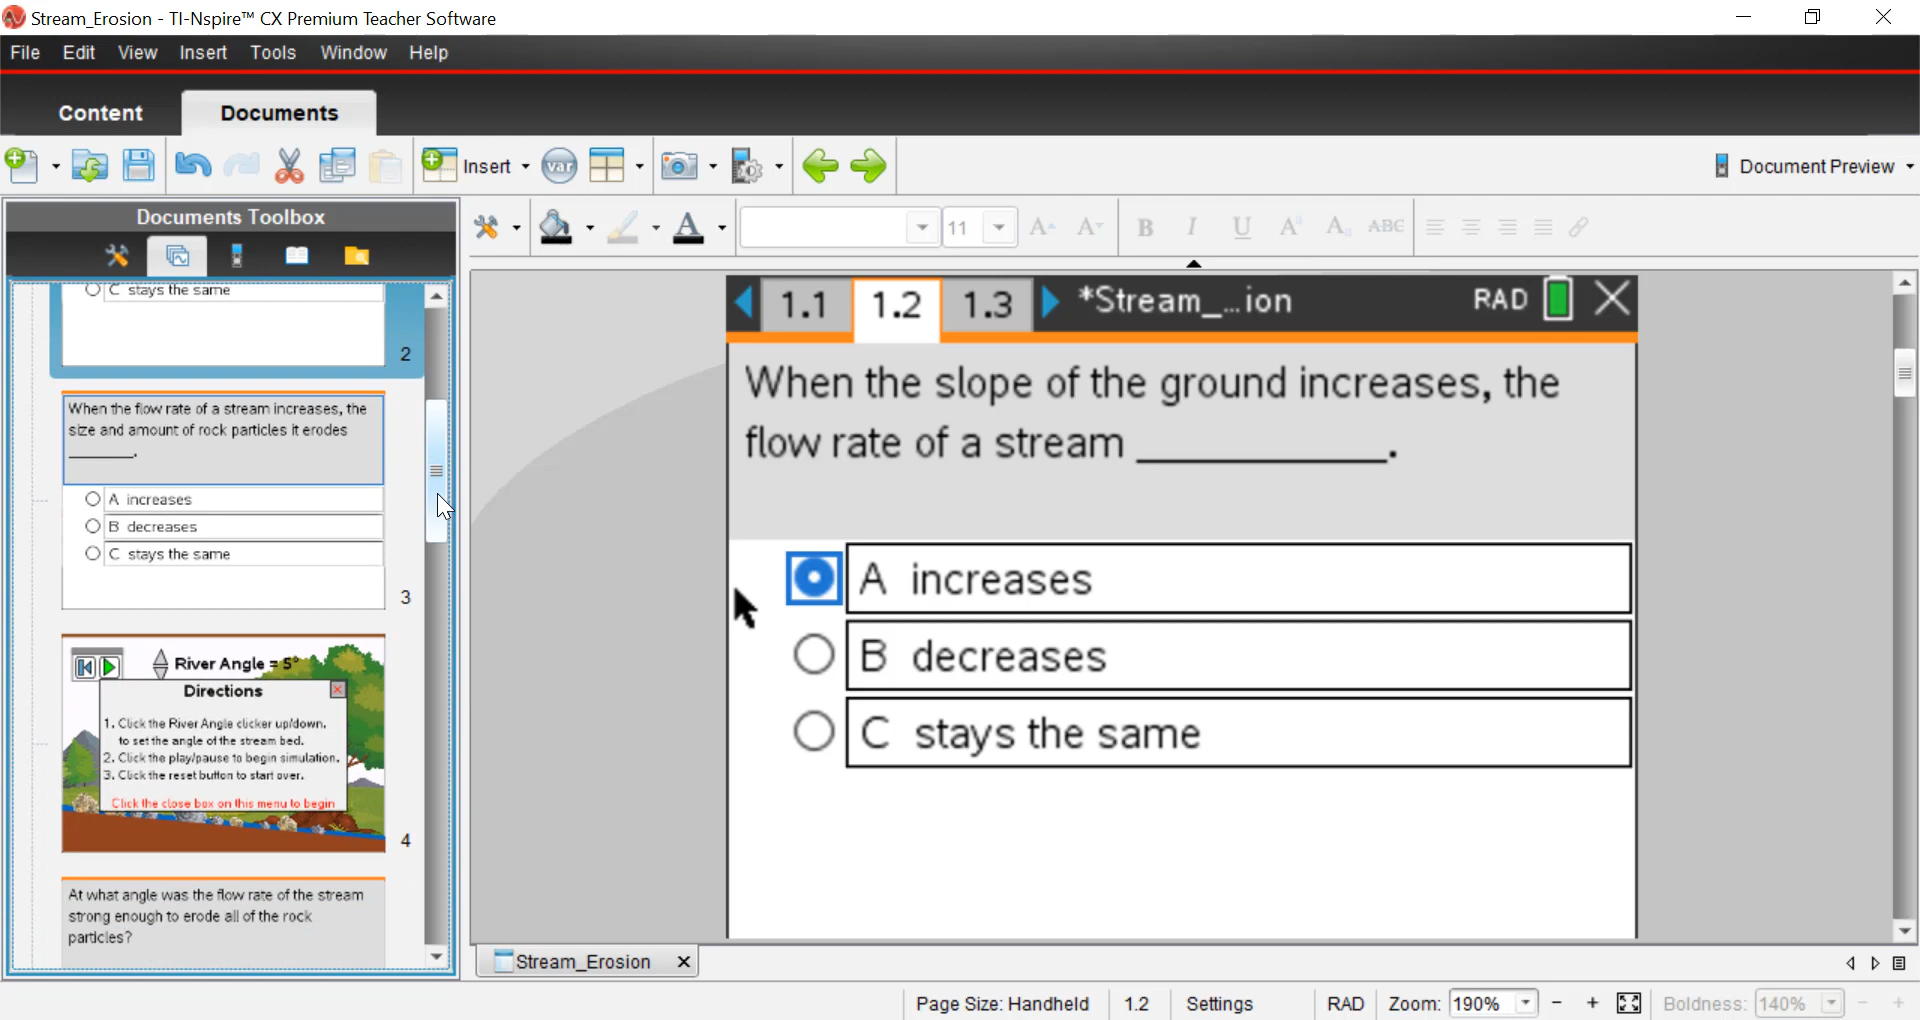 Stream_Erosion - TI-Nspire™ CX Premium Teacher Software
File Edit View Insert Tools Window Help
Content Documents
Insert var Document Preview
Documents Toolbox
11 A A B I U A A ABC
C stays the same
2
When the flow rate of a stream increases, the
size and amount of rock particles it erodes
________.
A increases
B decreases
C stays the same
3
River Angle = 5°
Directions
1. Click the River Angle clicker up/down.
to set the angle of the stream bed.
2. Click the play/pause to begin simulation.
3. Click the reset button to start over.
Click the close box on this menu to begin
4
At what angle was the flow rate of the stream
strong enough to erode all of the rock
particles?
1.1 1.2 1.3 *Stream_...ion RAD
When the slope of the ground increases, the
flow rate of a stream ____________.
A increases
B decreases
C stays the same
Stream_Erosion
Page Size: Handheld 1.2 Settings RAD Zoom: 190% - + Boldness: 140% - +